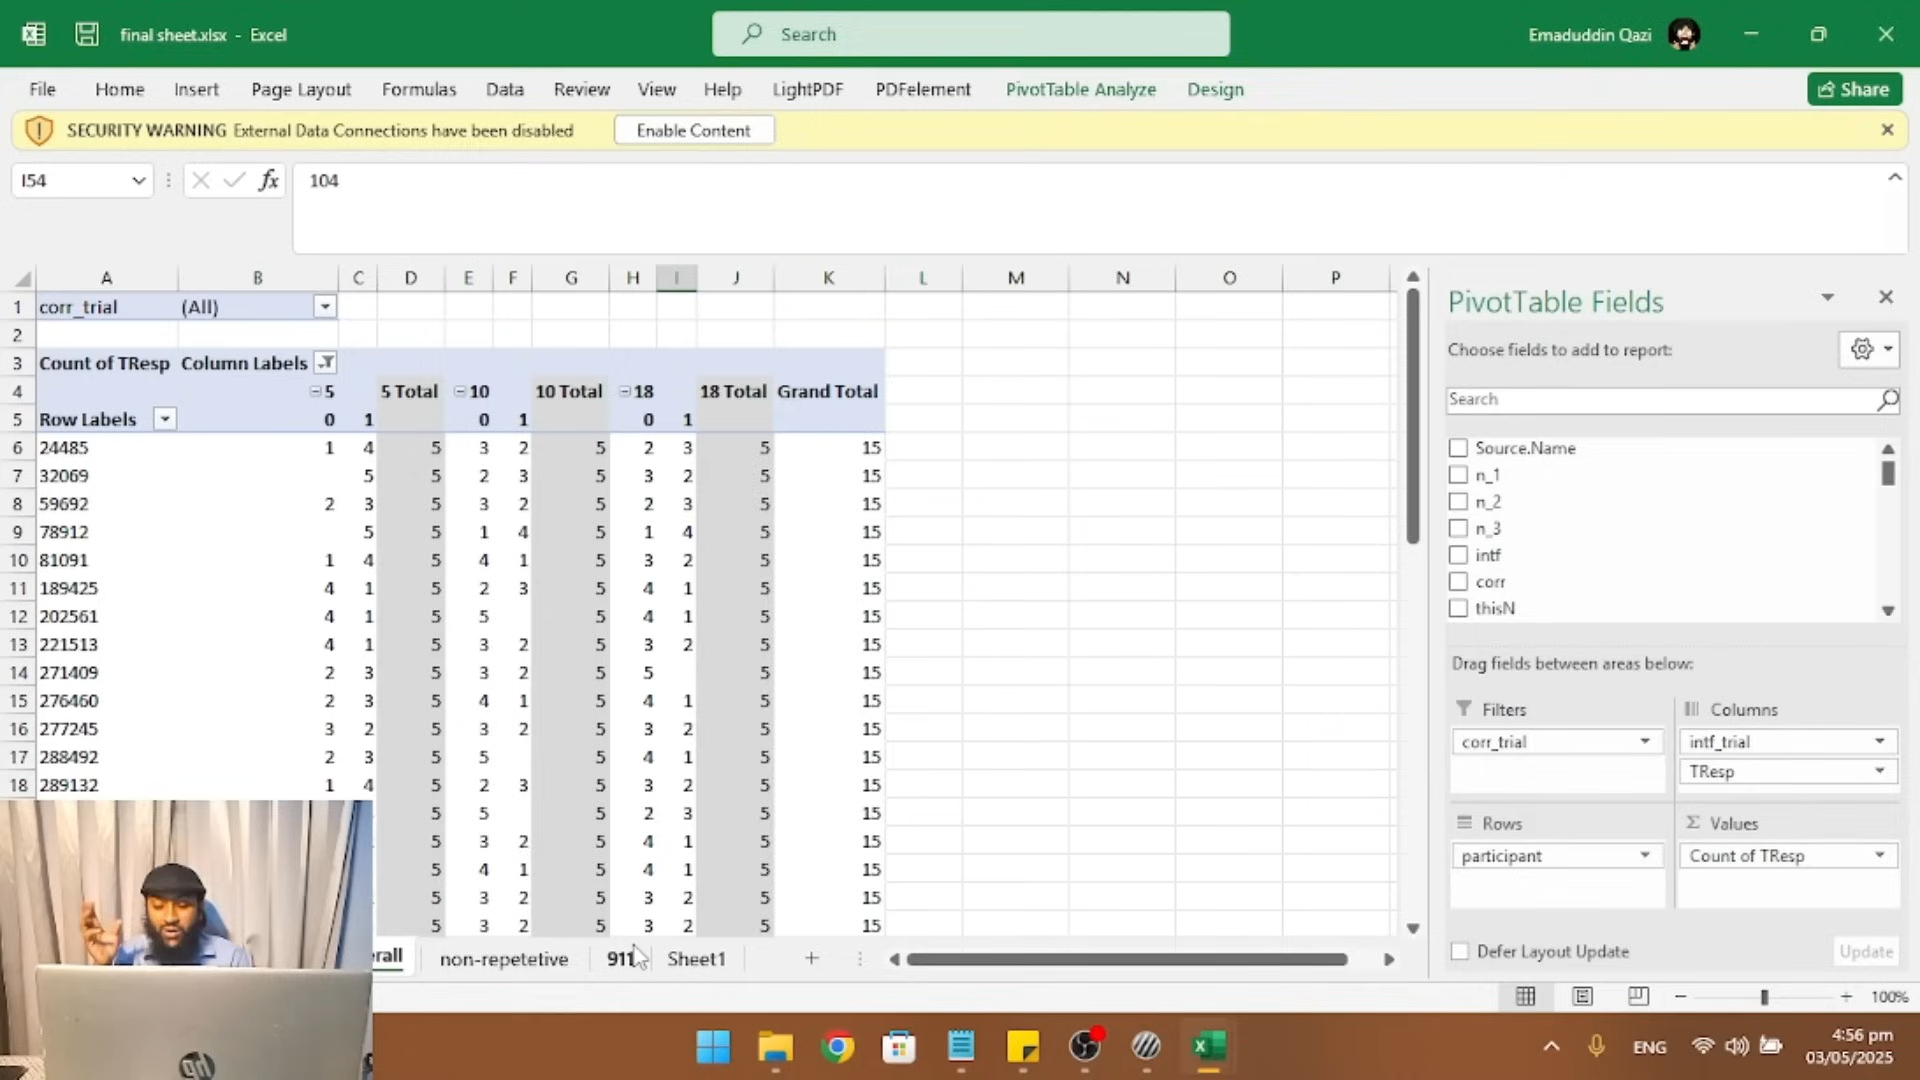 final sheet.xlsx - Excel
Search
Emaduddin Qazi
File Home Insert Page Layout Formulas Data Review View Help LightPDF PDFelement PivotTable Analyze Design
Share
SECURITY WARNING External Data Connections have been disabled
Enable Content
I54
fx
104
A B C D E F G H I J K L M N O P
1 corr_trial (All)
2
3 Count of TResp Column Labels
4 5 5 Total 10 10 Total 18 18 Total Grand Total
5 Row Labels 0 1 0 1 0 1
6 24485 1 4 5 3 2 5 2 3 5 15
7 32069 5 5 2 3 5 3 2 5 15
8 59692 2 3 5 3 2 5 2 3 5 15
9 78912 5 5 1 4 5 1 4 5 15
10 81091 1 4 5 4 1 5 3 2 5 15
11 189425 4 1 5 2 3 5 4 1 5 15
12 202561 4 1 5 5 5 4 1 5 15
13 221513 4 1 5 3 2 5 3 2 5 15
14 271409 2 3 5 3 2 5 5 5 15
15 276460 2 3 5 4 1 5 4 1 5 15
16 277245 3 2 5 3 2 5 3 2 5 15
17 288492 2 3 5 5 5 4 1 5 15
18 289132 1 4 5 2 3 5 3 2 5 15
5 5 5 2 3 5 15
5 3 2 5 4 1 5 15
5 4 1 5 4 1 5 15
5 3 2 5 3 2 5 15
5 3 2 5 3 2 5 15
rall non-repetetive 911 Sheet1
PivotTable Fields
Choose fields to add to report:
Search
Source.Name
n_1
n_2
n_3
intf
corr
thisN
Drag fields between areas below:
Filters
corr_trial
Columns
intf_trial
TResp
Rows
participant
Values
Count of TResp
Defer Layout Update
Update
100%
hp
ENG
4:56 pm
03/05/2025